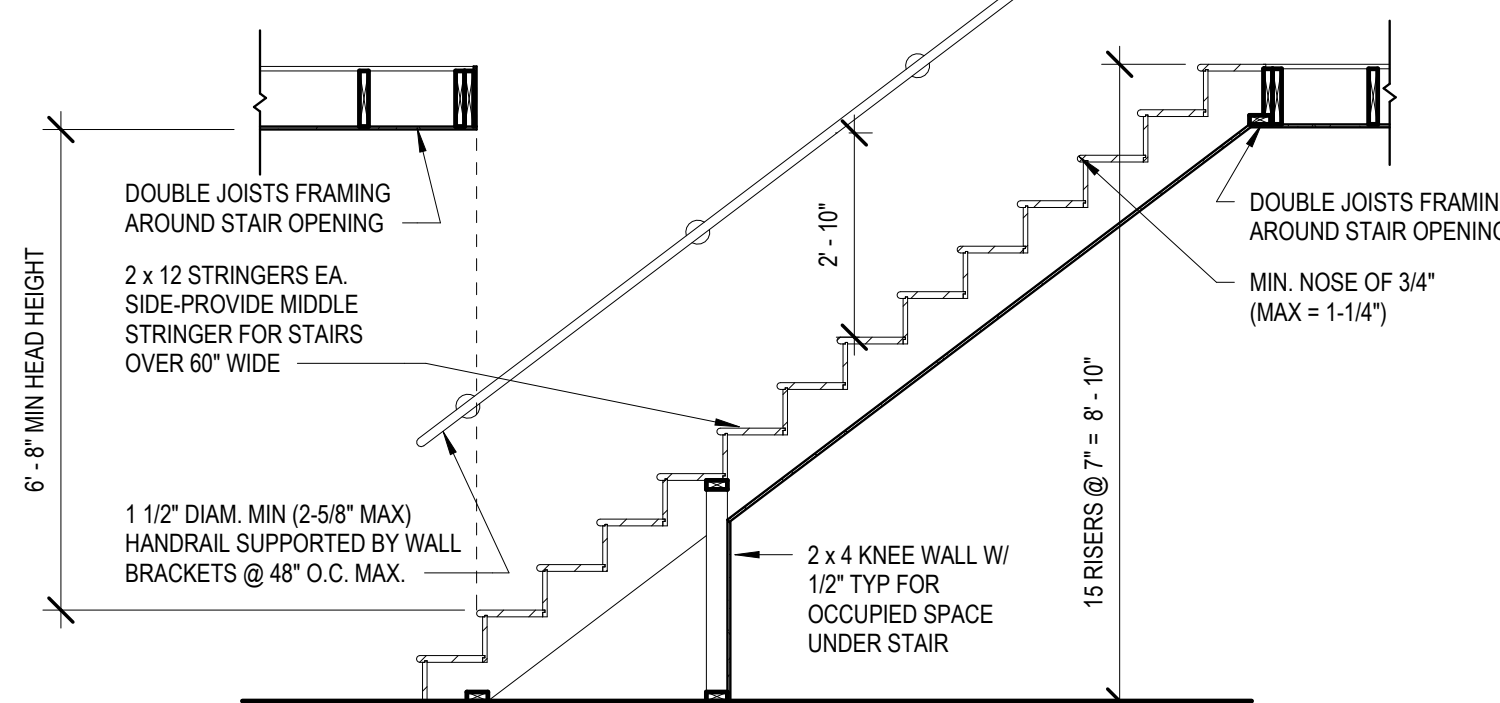 DOUBLE JOISTS FRAMING
AROUND STAIR OPENING
2 x 12 STRINGERS EA.
SIDE-PROVIDE MIDDLE
STRINGER FOR STAIRS
OVER 60" WIDE
6' - 8" MIN HEAD HEIGHT
1 1/2" DIAM. MIN (2-5/8" MAX)
HANDRAIL SUPPORTED BY WALL
BRACKETS @ 48" O.C. MAX.
2' - 10"
2 x 4 KNEE WALL W/
1/2" TYP FOR
OCCUPIED SPACE
UNDER STAIR
15 RISERS @ 7" = 8' - 10"
DOUBLE JOISTS FRAMIN
AROUND STAIR OPENING
MIN. NOSE OF 3/4"
(MAX = 1-1/4")